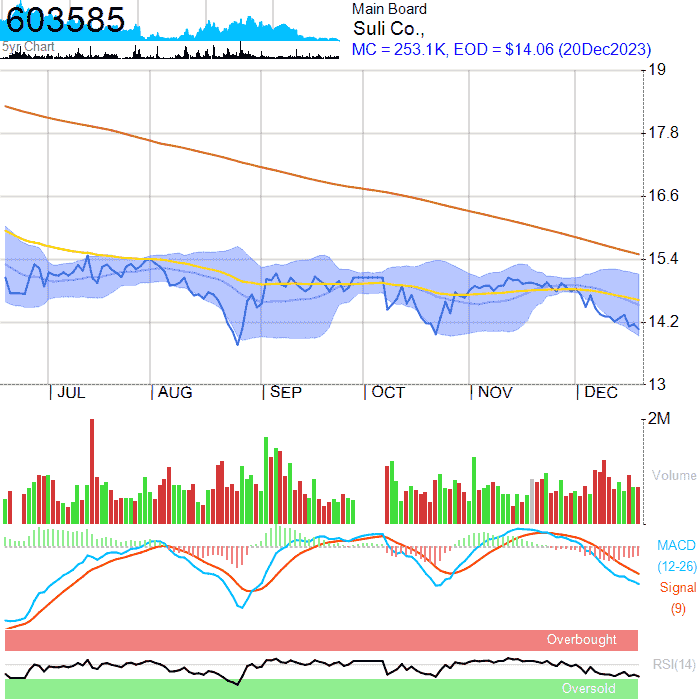 603585
5yr Chart
Main Board
Suli Co.,
MC = 253.1K, EOD = $14.06 (20Dec2023)
19
17.8
16.6
15.4
14.2
13
JUL AUG SEP OCT NOV DEC
2M
Volume
MACD
(12-26)
Signal
(9)
Overbought
RSI(14)
Oversold